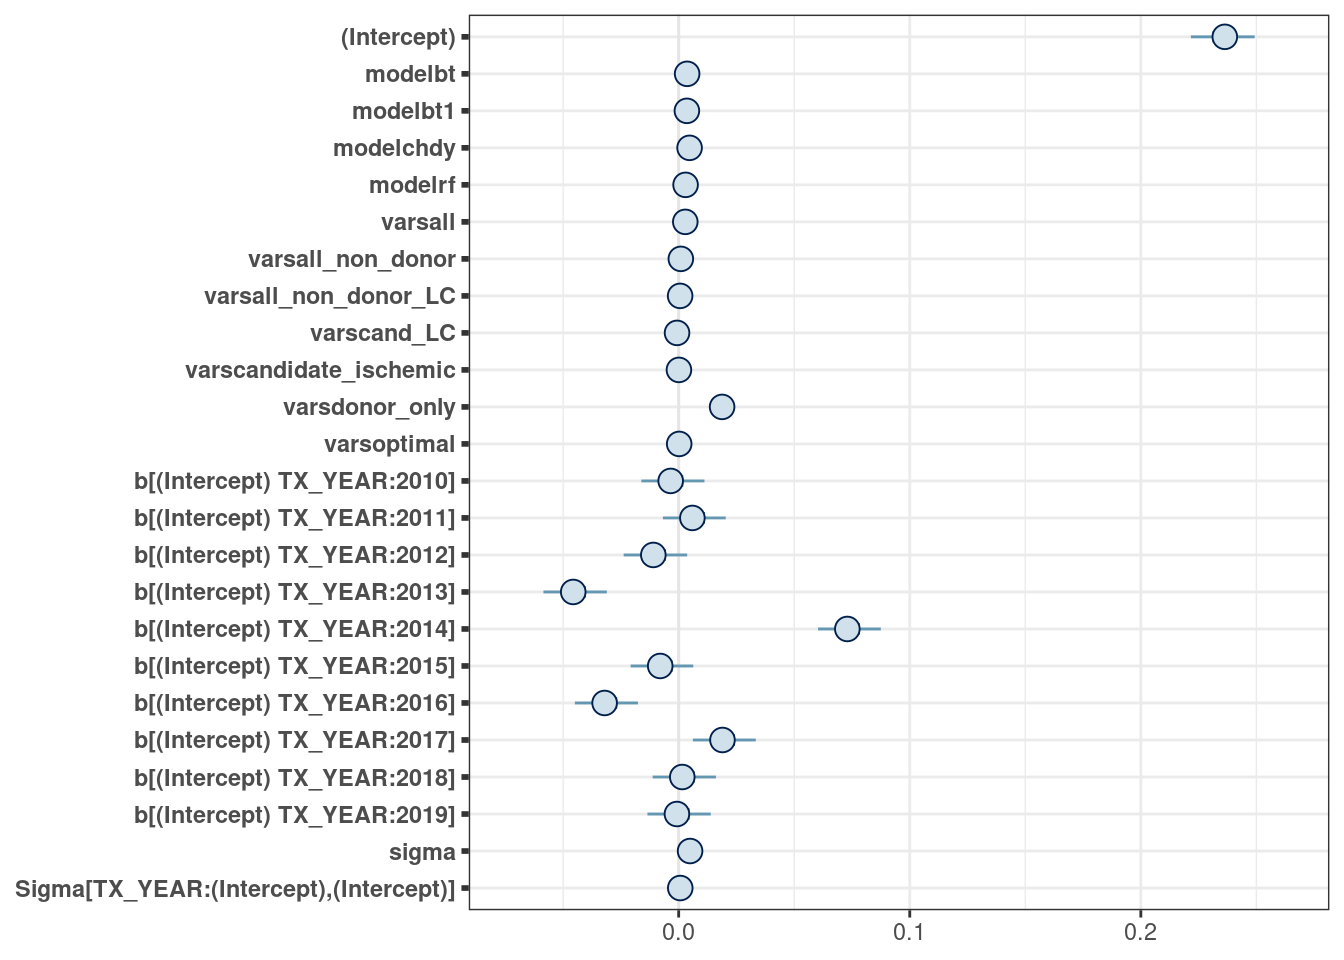 (Intercept)
modelbt
modelbt1
modelchdy
modelrf
varsall
varsall_non_donor
varsall_non_donor_LC
varscand_LC
varscandidate_ischemic
varsdonor_only
varsoptimal
b[(Intercept) TX_YEAR:2010]
b[(Intercept) TX_YEAR:2011]
b[(Intercept) TX_YEAR:2012]
b[(Intercept) TX_YEAR:2013]
b[(Intercept) TX_YEAR:2014]
b[(Intercept) TX_YEAR:2015]
b[(Intercept) TX_YEAR:2016]
b[(Intercept) TX_YEAR:2017]
b[(Intercept) TX_YEAR:2018]
b[(Intercept) TX_YEAR:2019]
sigma
Sigma[TX_YEAR:(Intercept),(Intercept)]
0.0 0.1 0.2